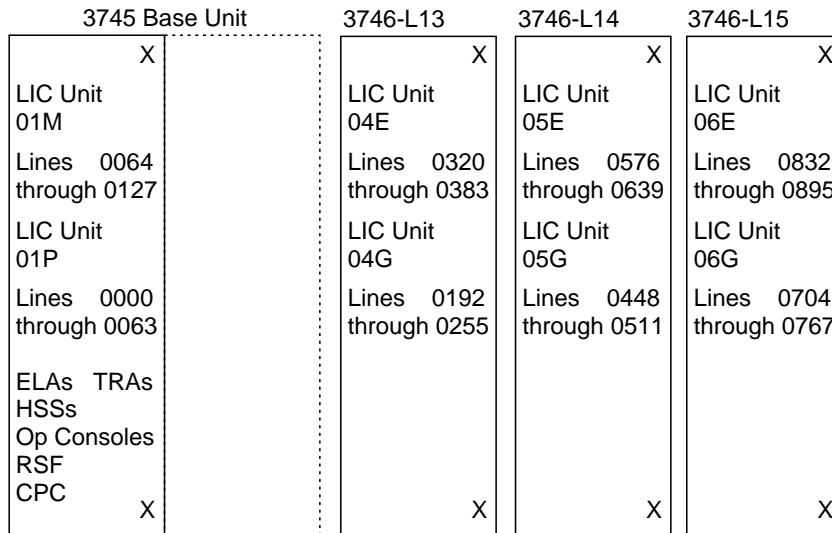 3745 Base Unit
X
LIC Unit
01M
Lines 0064
through 0127
LIC Unit
01P
Lines 0000
through 0063
ELAs TRAs
HSSs
Op Consoles
RSF
CPC
X
3746-L13
X
LIC Unit
04E
Lines 0320
through 0383
LIC Unit
04G
Lines 0192
through 0255
X
3746-L14
X
LIC Unit
05E
Lines 0576
through 0639
LIC Unit
05G
Lines 0448
through 0511
X
3746-L15
X
LIC Unit
06E
Lines 0832
through 0895
LIC Unit
06G
Lines 0704
through 0767
X